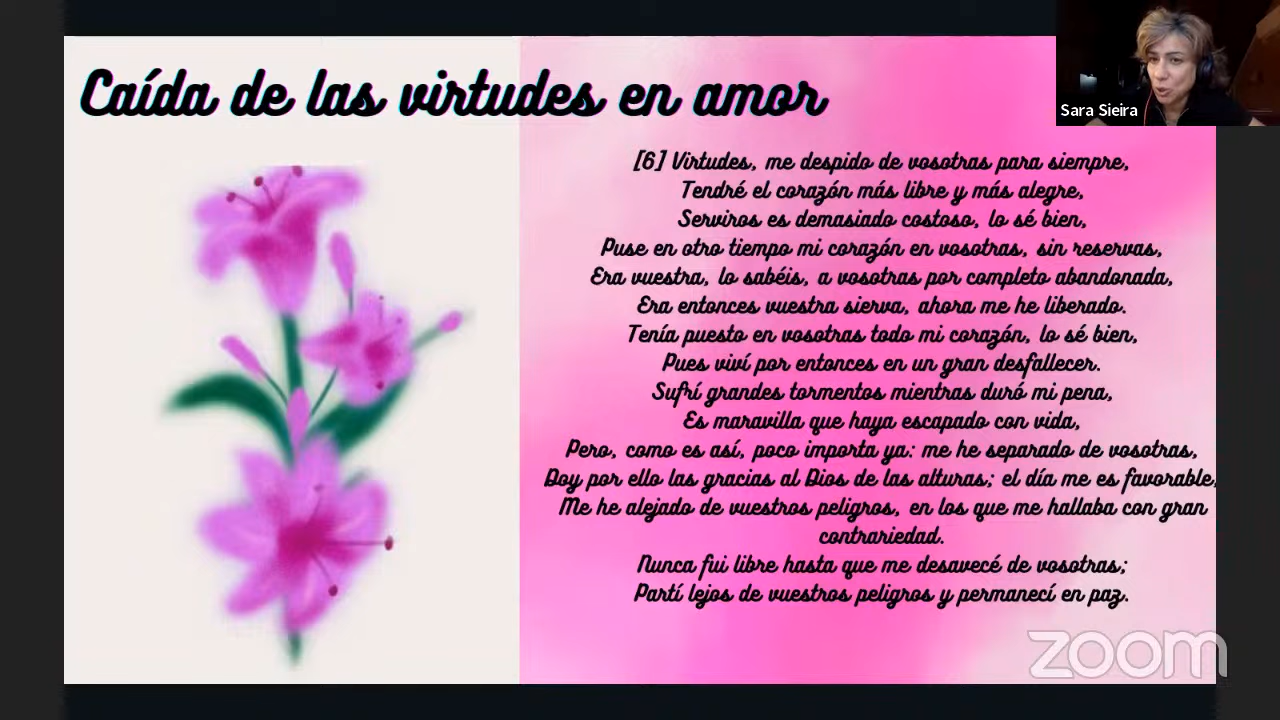 Caída de las virtudes en amor
Sara Sieira
[6] Virtudes, me despido de vosotras para siempre,
Tendré el corazón más libre y más alegre,
Serviros es demasiado costoso, lo sé bien,
Puse en otro tiempo mi corazón en vosotras, sin reservas,
Era vuestra, lo sabéis, a vosotras por completo abandonada,
Era entonces vuestra sierva, ahora me he liberado.
Tenía puesto en vosotras todo mi corazón, lo sé bien,
Pues viví por entonces en un gran desfallecer.
Sufrí grandes tormentos mientras duró mi pena,
Es maravilla que haya escapado con vida,
Pero, como es así, poco importa ya: me he separado de vosotras,
Doy por ello las gracias al Dios de las alturas; el día me es favorable,
Me he alejado de vuestros peligros, en los que me hallaba con gran
contrariedad.
Nunca fui libre hasta que me desavecé de vosotras;
Partí lejos de vuestros peligros y permanecí en paz.
zoom